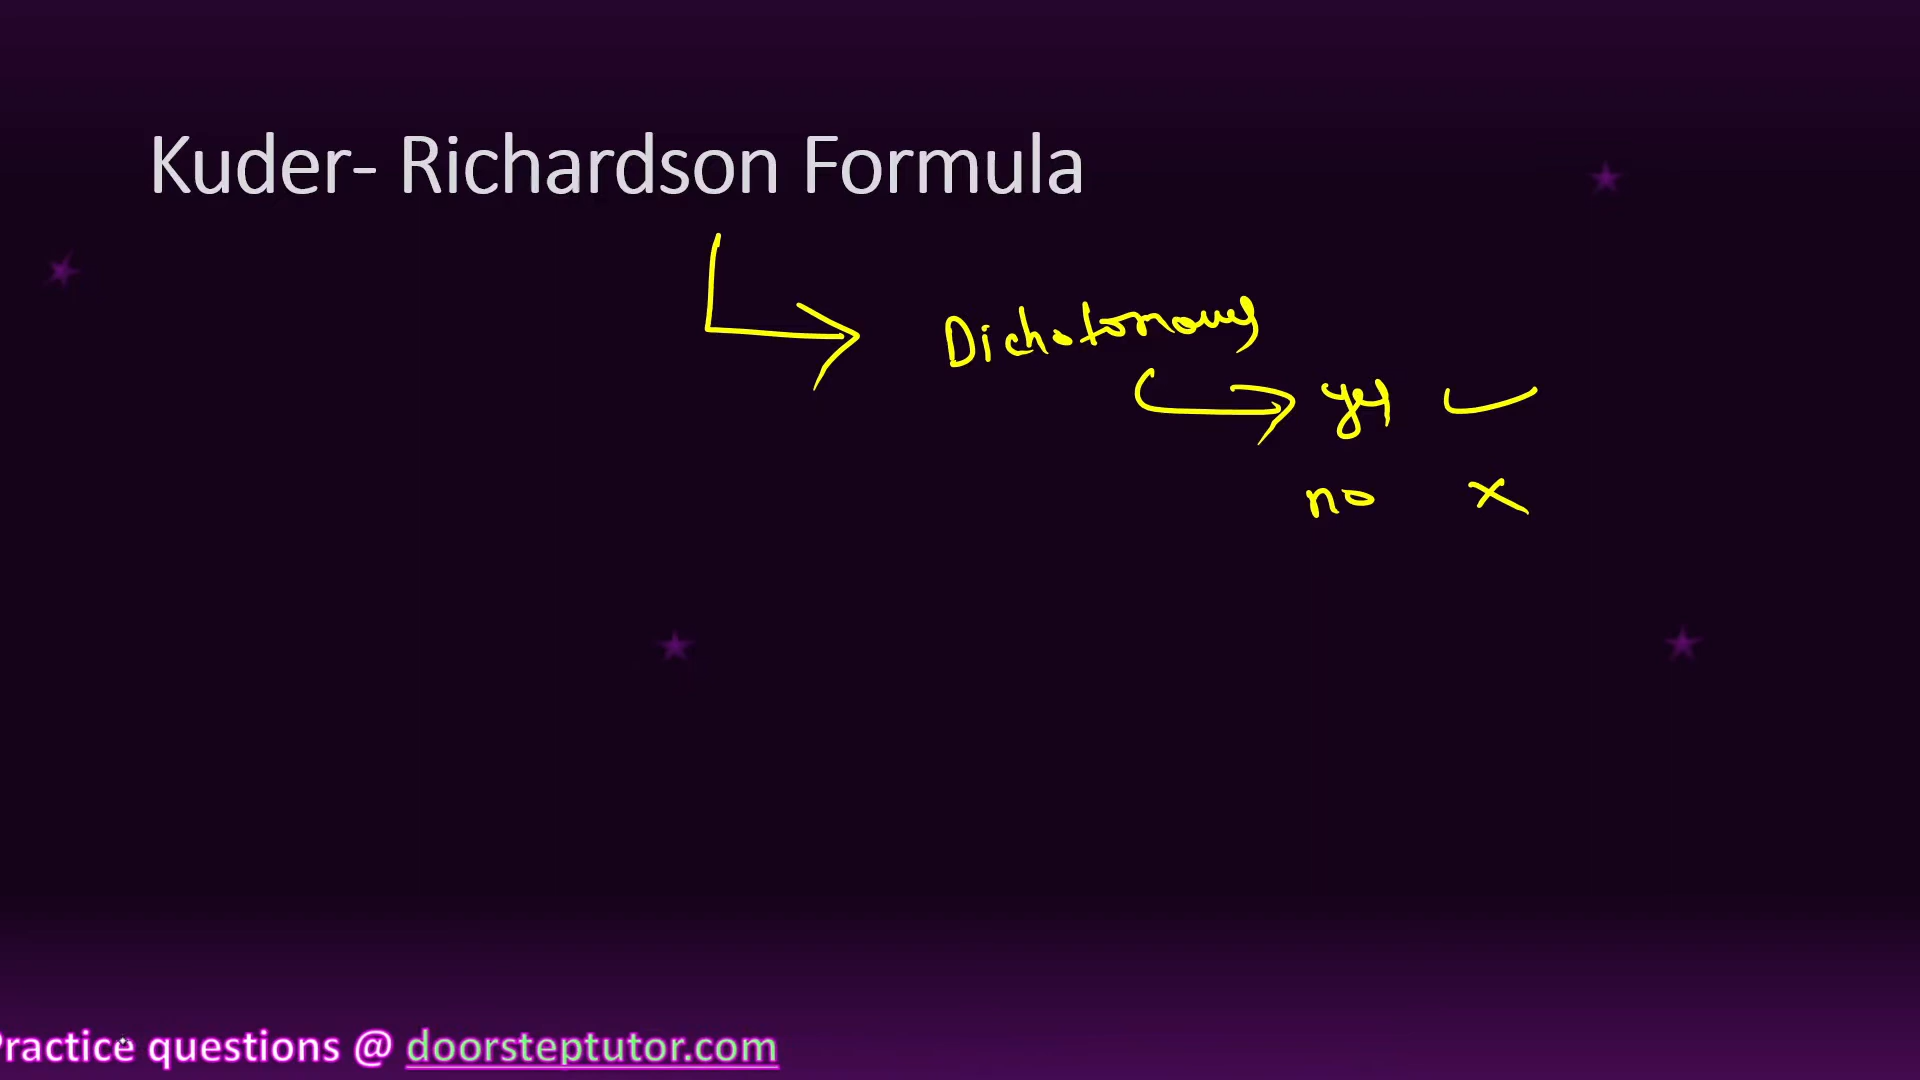 Kuder- Richardson Formula
Dichotomous
yes ✓
no ×
Practice questions @ doorsteptutor.com